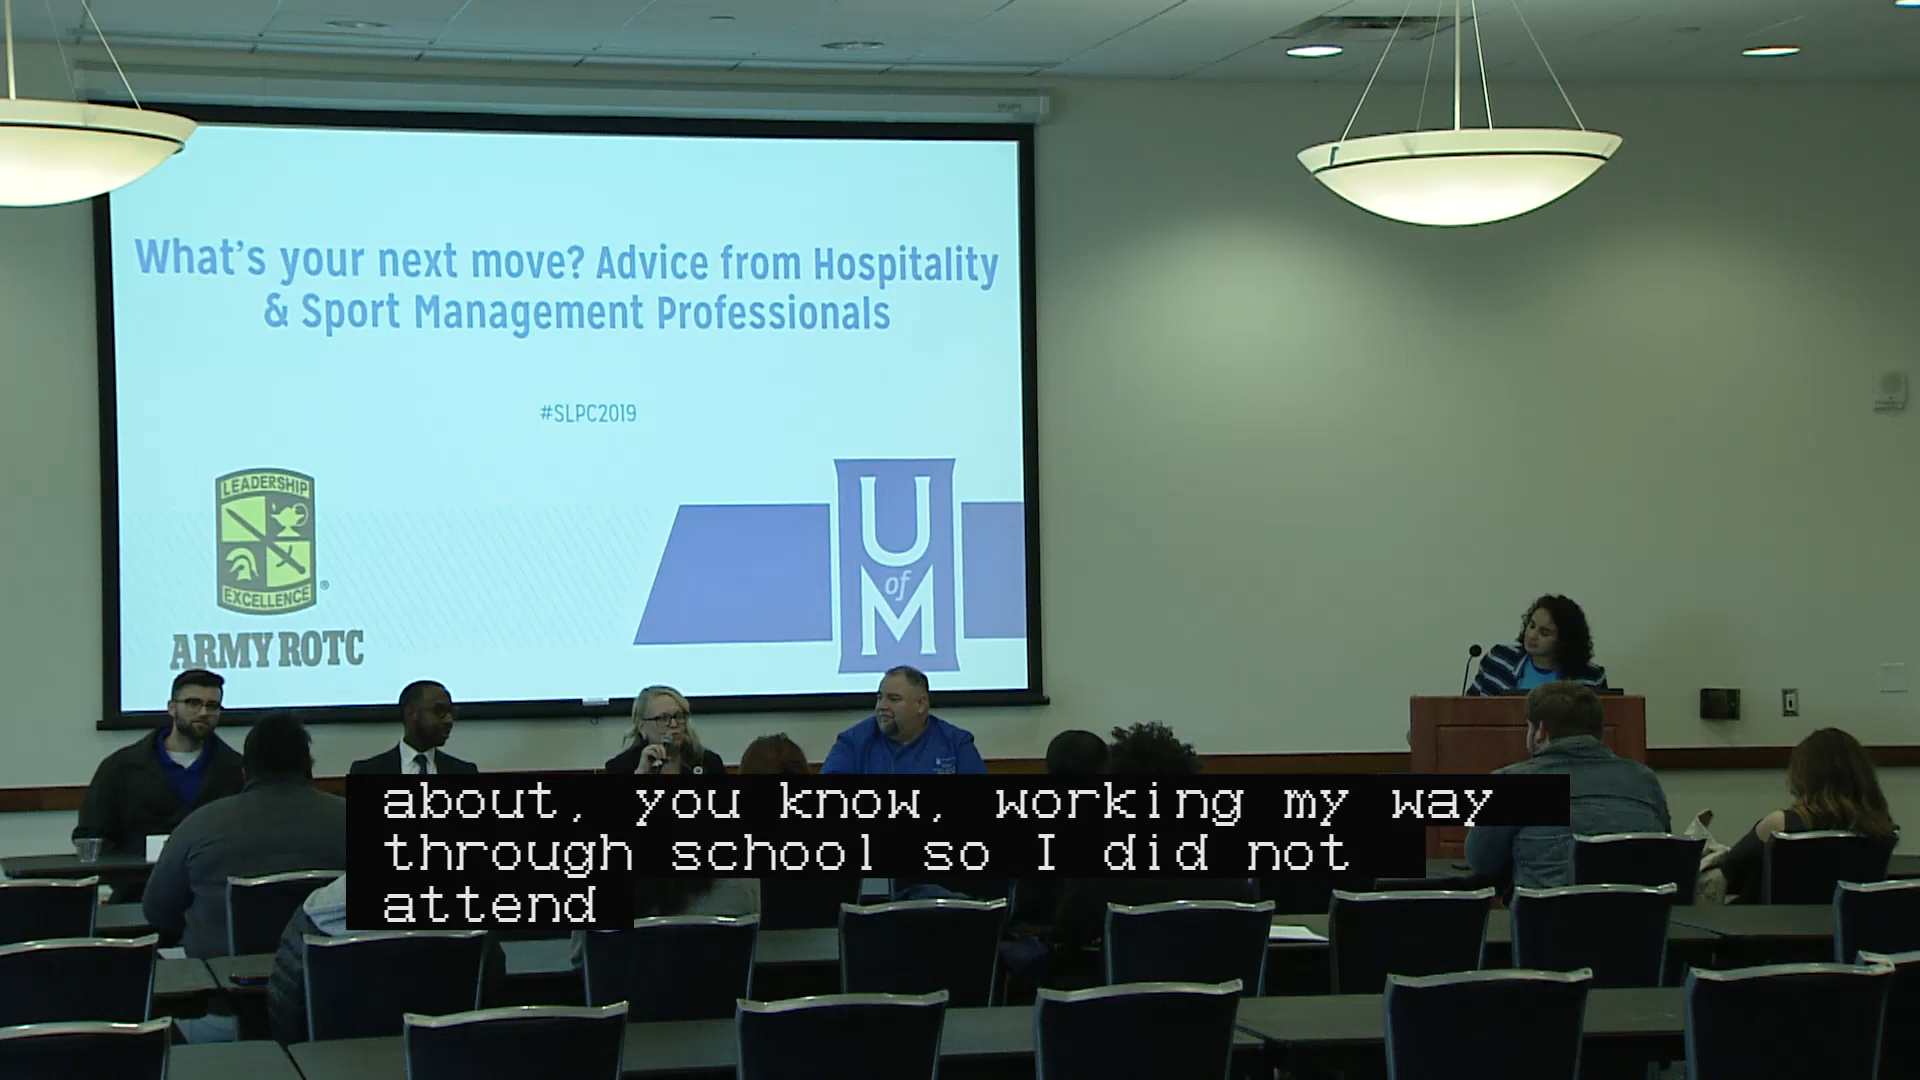 What's your next move? Advice from Hospitality
& Sport Management Professionals
#SLPC2019
LEADERSHIP
EXCELLENCE
®
ARMY ROTC
U
of
M
about, you know, working my way
through school so I did not
attend